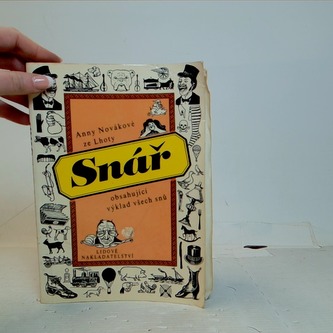 Anny Novákové
ze Lhoty
Snář
obsahující
výklad všech snů
LIDOVÉ
NAKLADATELSTVÍ